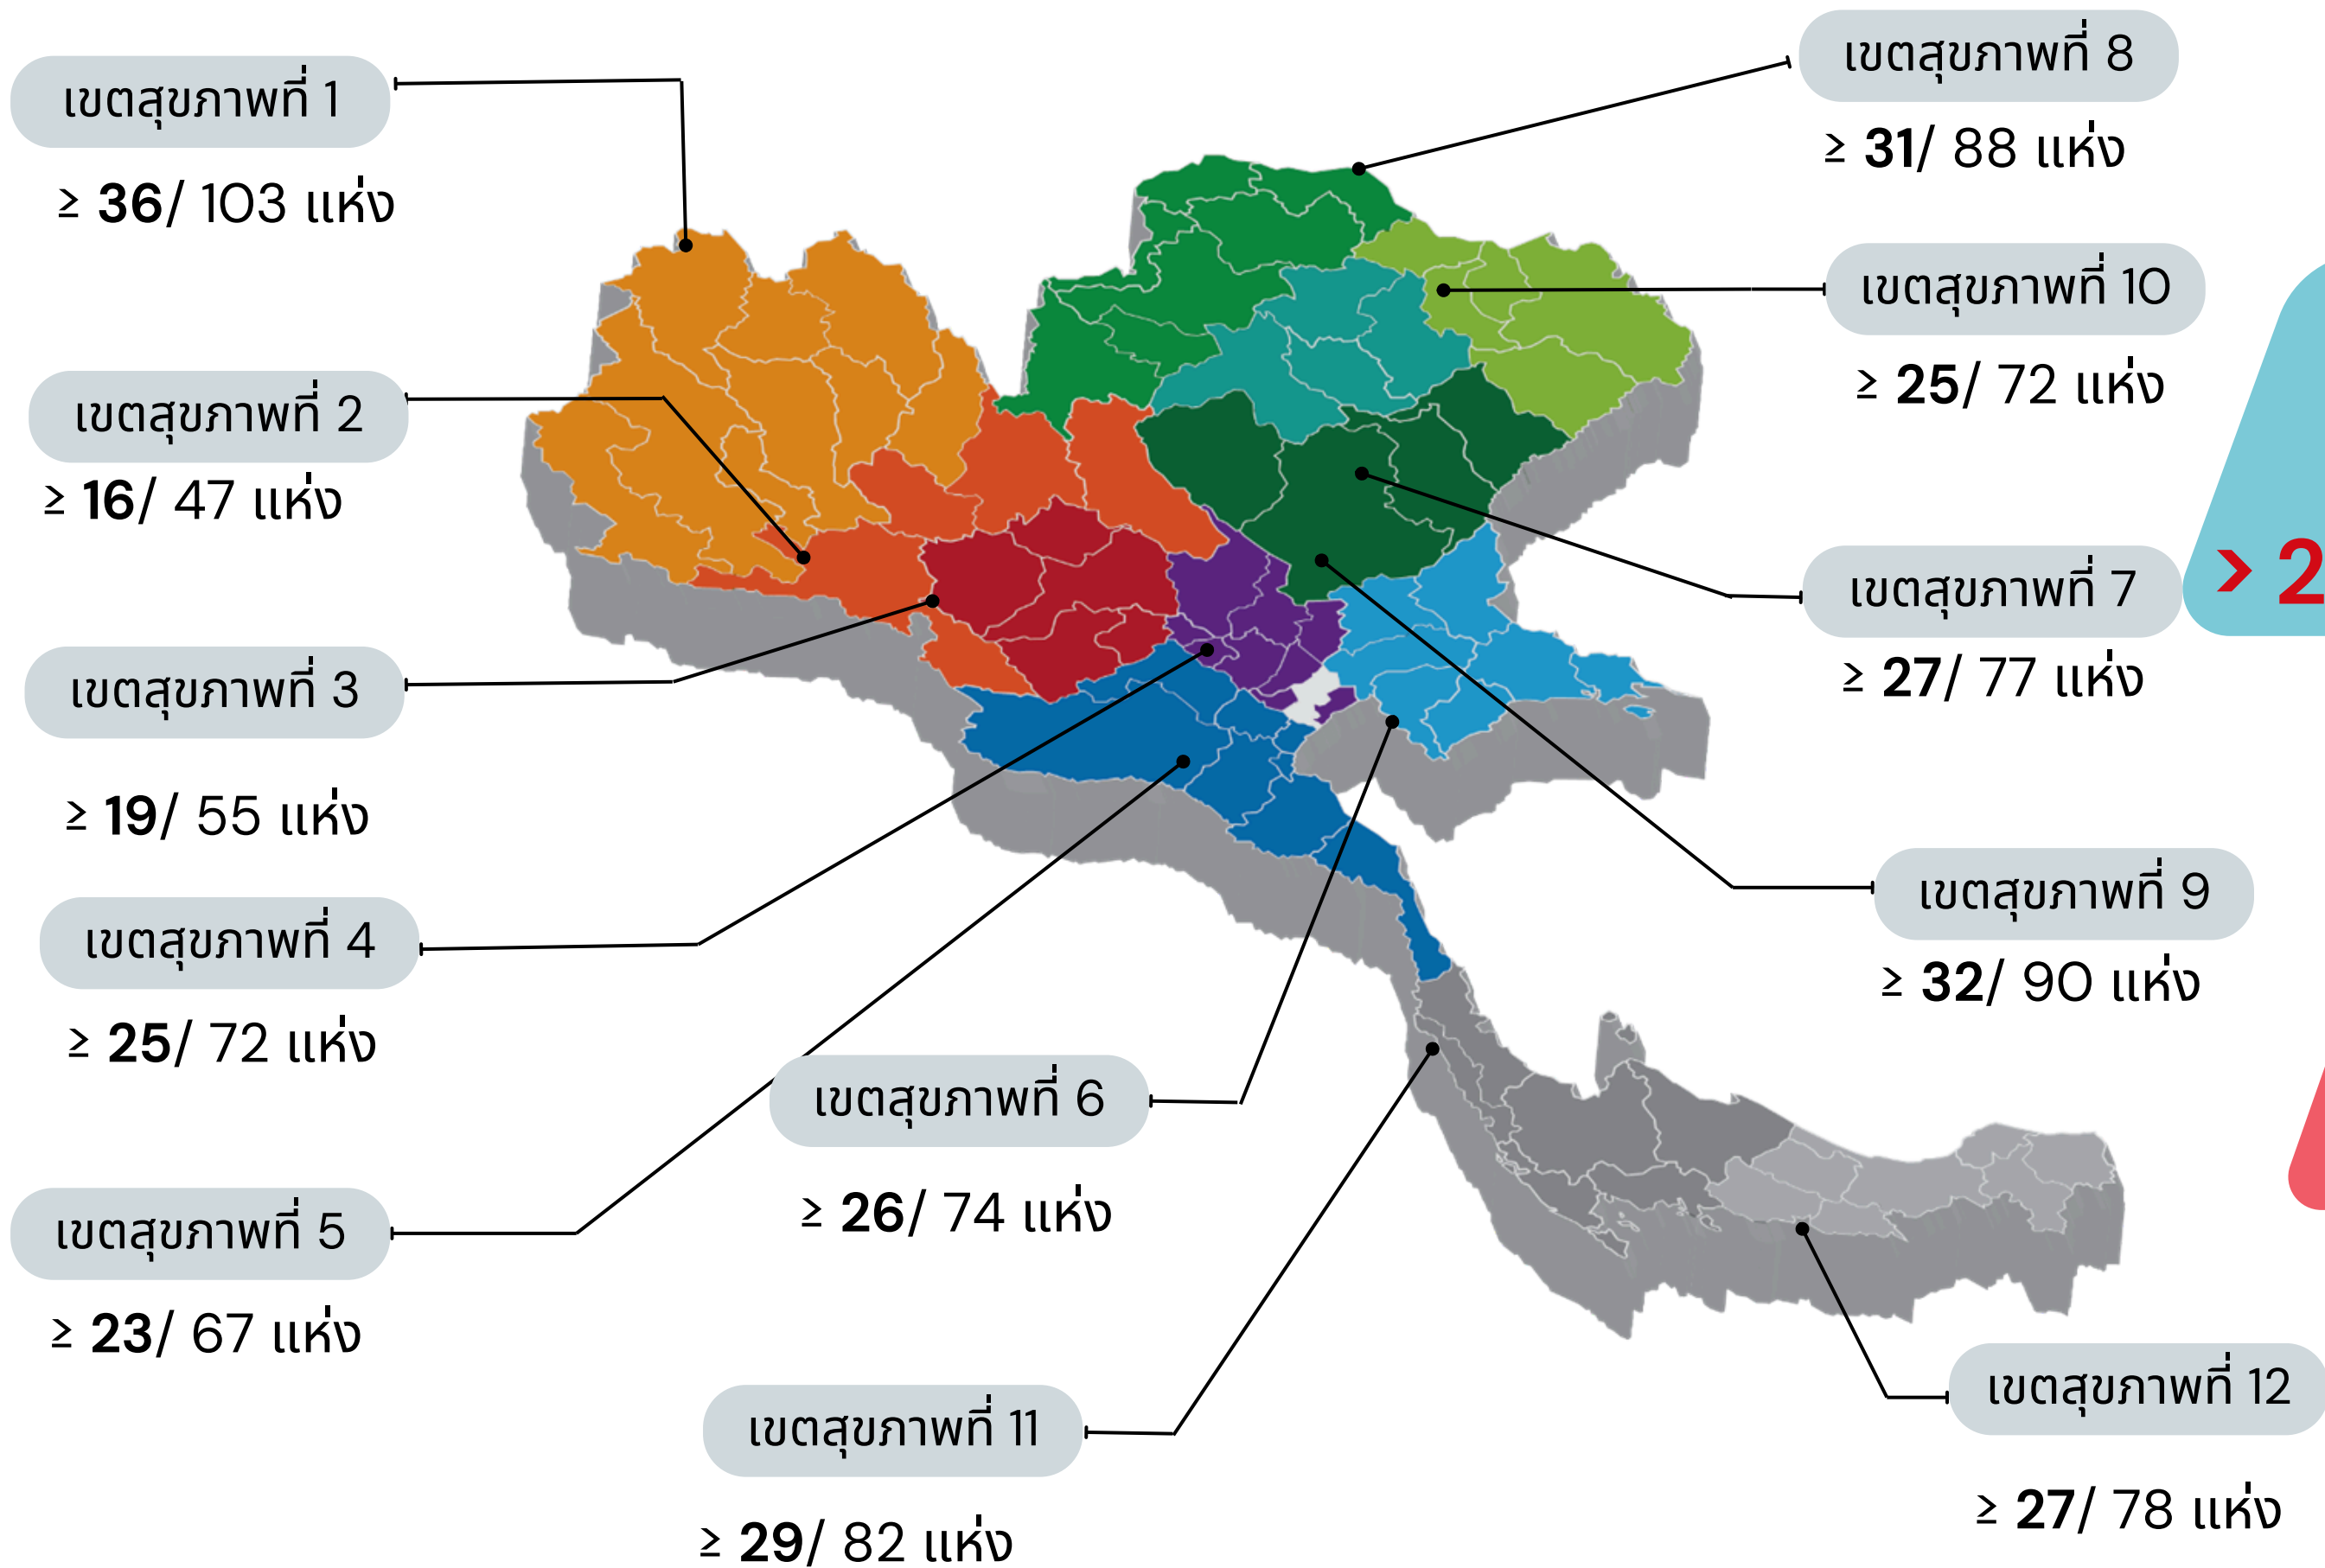 เขตสุขภาพที่ 1
≥ 36/ 103 แห่ง
เขตสุขภาพที่ 2
≥ 16/ 47 แห่ง
เขตสุขภาพที่ 3
≥ 19/ 55 แห่ง
เขตสุขภาพที่ 4
≥ 25/ 72 แห่ง
เขตสุขภาพที่ 5
≥ 23/ 67 แห่ง
เขตสุขภาพที่ 6
≥ 26/ 74 แห่ง
เขตสุขภาพที่ 11
≥ 29/ 82 แห่ง
เขตสุขภาพที่ 8
≥ 31/ 88 แห่ง
เขตสุขภาพที่ 10
≥ 25/ 72 แห่ง
เขตสุขภาพที่ 7
≥ 27/ 77 แห่ง
เขตสุขภาพที่ 9
≥ 32/ 90 แห่ง
เขตสุขภาพที่ 12
≥ 27/ 78 แห่ง
> 2